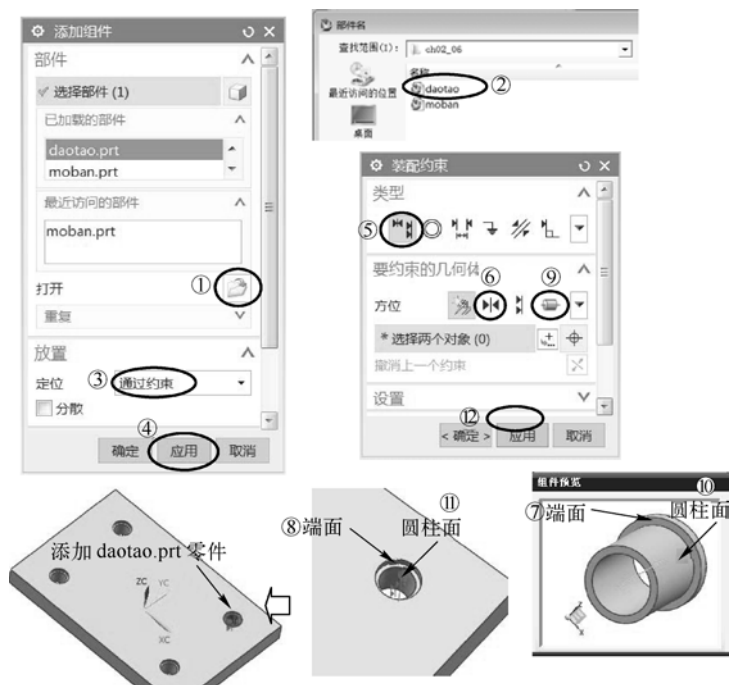 添加组件
部件
选择部件 (1)
已加载的部件
daotao.prt
moban.prt
最近访问的部件
moban.prt
打开
①
重复
放置
定位
③
通过约束
分散
④
确定
应用
取消
部件名
查找范围(I):
ch02_06
名称
最近访问的位置
桌面
daotao
②
moban
装配约束
类型
⑤
要约束的几何体
⑥
⑨
方位
* 选择两个对象 (0)
撤消上一个约束
设置
⑫
< 确定 >
应用
取消
添加 daotao.prt 零件
ZC
YC
XC
⑧端面
⑪
圆柱面
组件预览
⑩
⑦端面
圆柱面
X